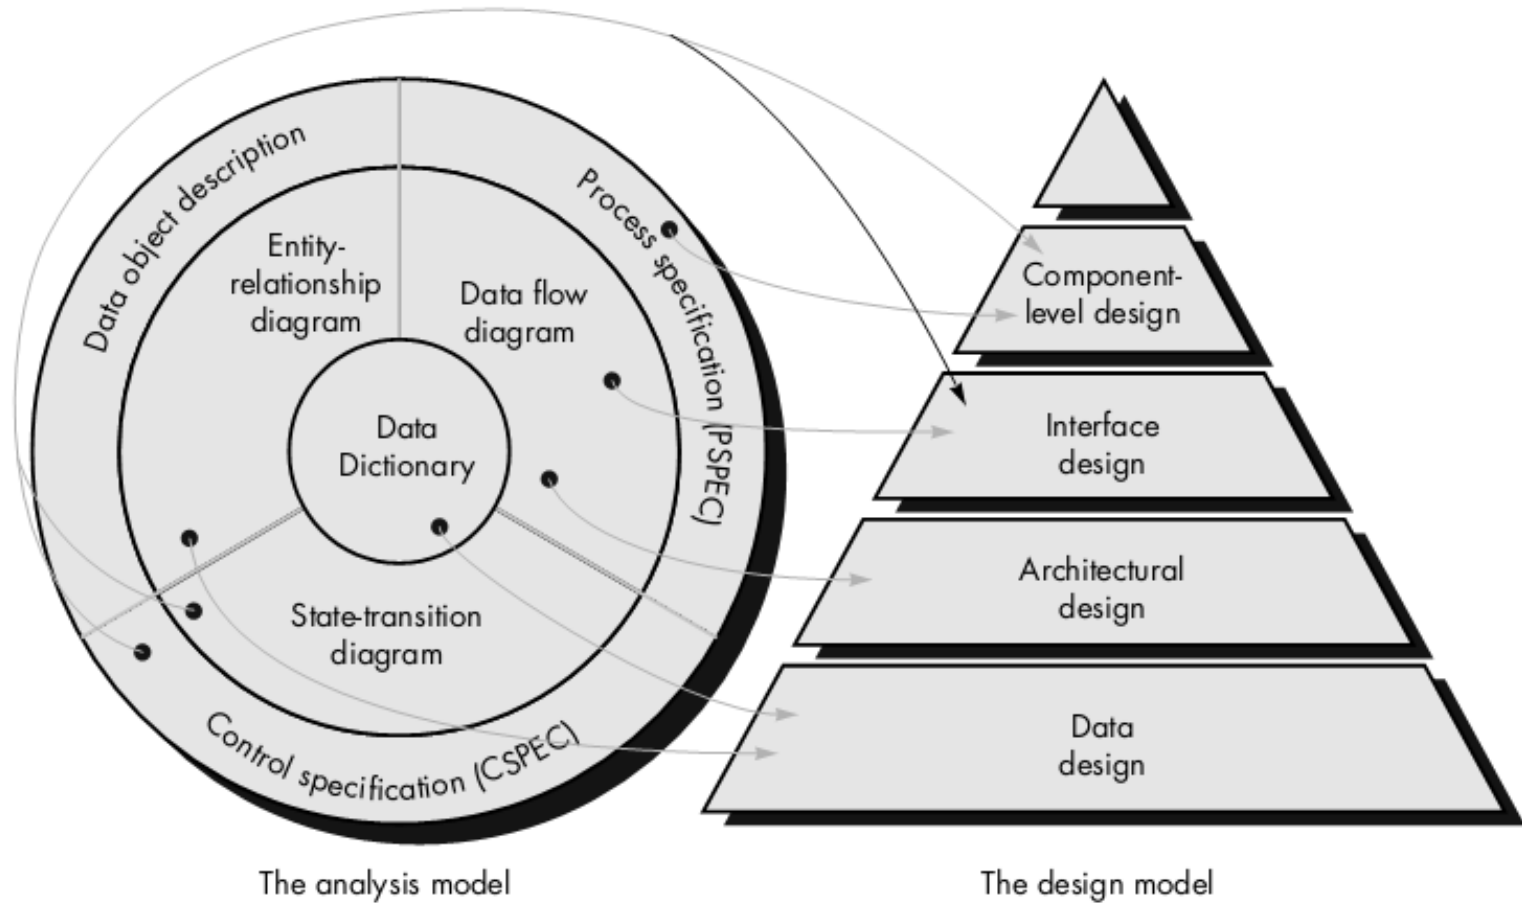 Data object description
Process specification (PSPEC)
Entity-
relationship
diagram
Data flow
diagram
Data
Dictionary
State-transition
diagram
Control specification (CSPEC)
The analysis model
Component-
level design
Interface
design
Architectural
design
Data
design
The design model